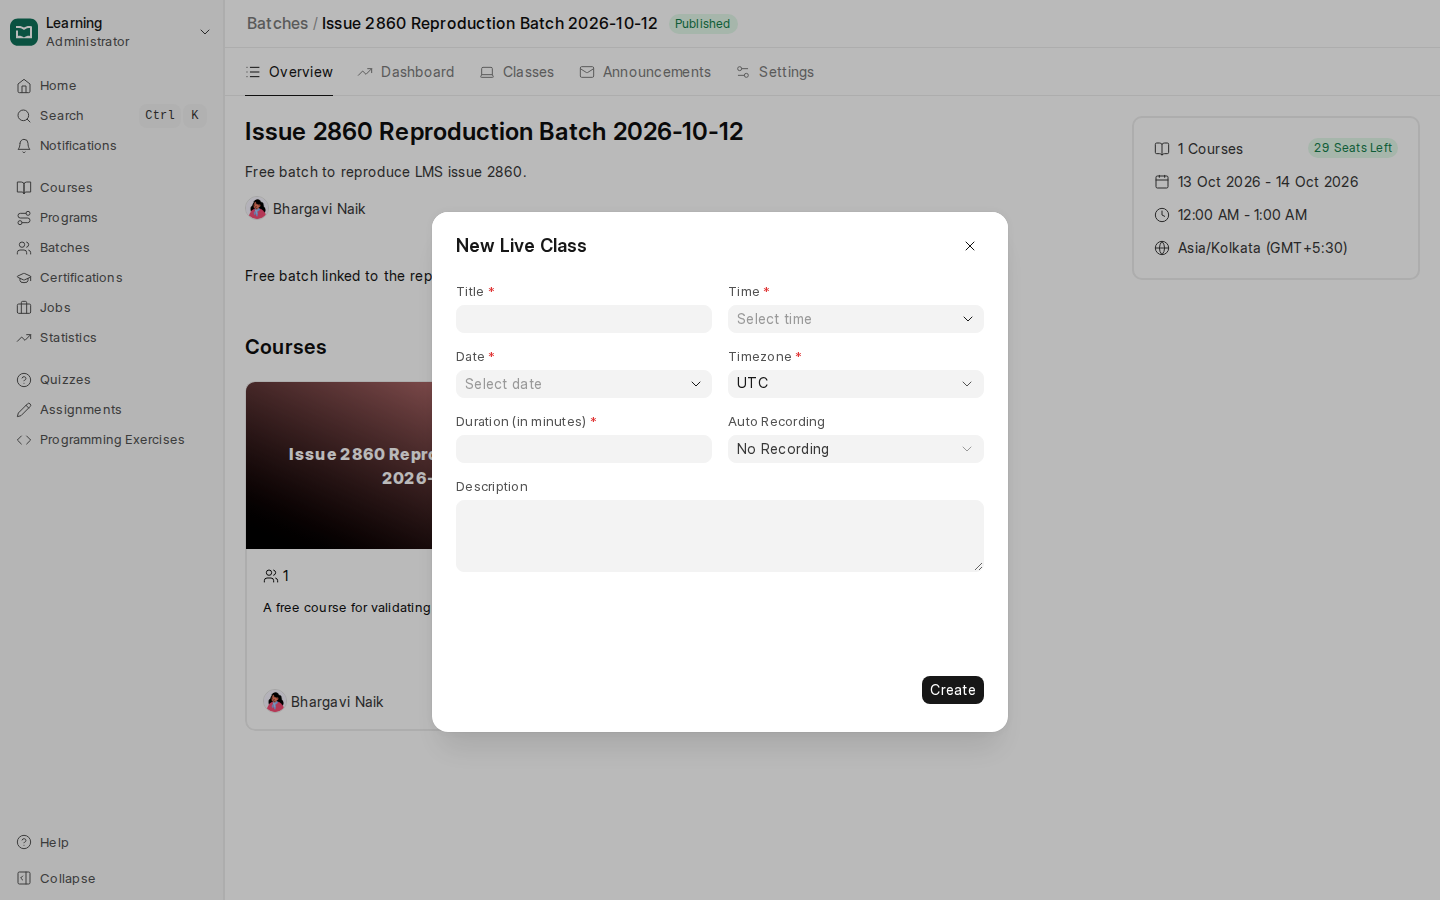 Learning
Administrator
Home
Search Ctrl K
Notifications
Courses
Programs
Batches
Certifications
Jobs
Statistics
Quizzes
Assignments
Programming Exercises
Help
Collapse
Batches / Issue 2860 Reproduction Batch 2026-10-12 Published
Overview Dashboard Classes Announcements Settings
Issue 2860 Reproduction Batch 2026-10-12
Free batch to reproduce LMS issue 2860.
Bhargavi Naik
Free batch linked to the rep
Courses
Issue 2860 Repro
2026-
1
A free course for validating
Bhargavi Naik
1 Courses 29 Seats Left
13 Oct 2026 - 14 Oct 2026
12:00 AM - 1:00 AM
Asia/Kolkata (GMT+5:30)
New Live Class
Title * Time *
Select time
Date * Timezone *
Select date UTC
Duration (in minutes) * Auto Recording
No Recording
Description
Create